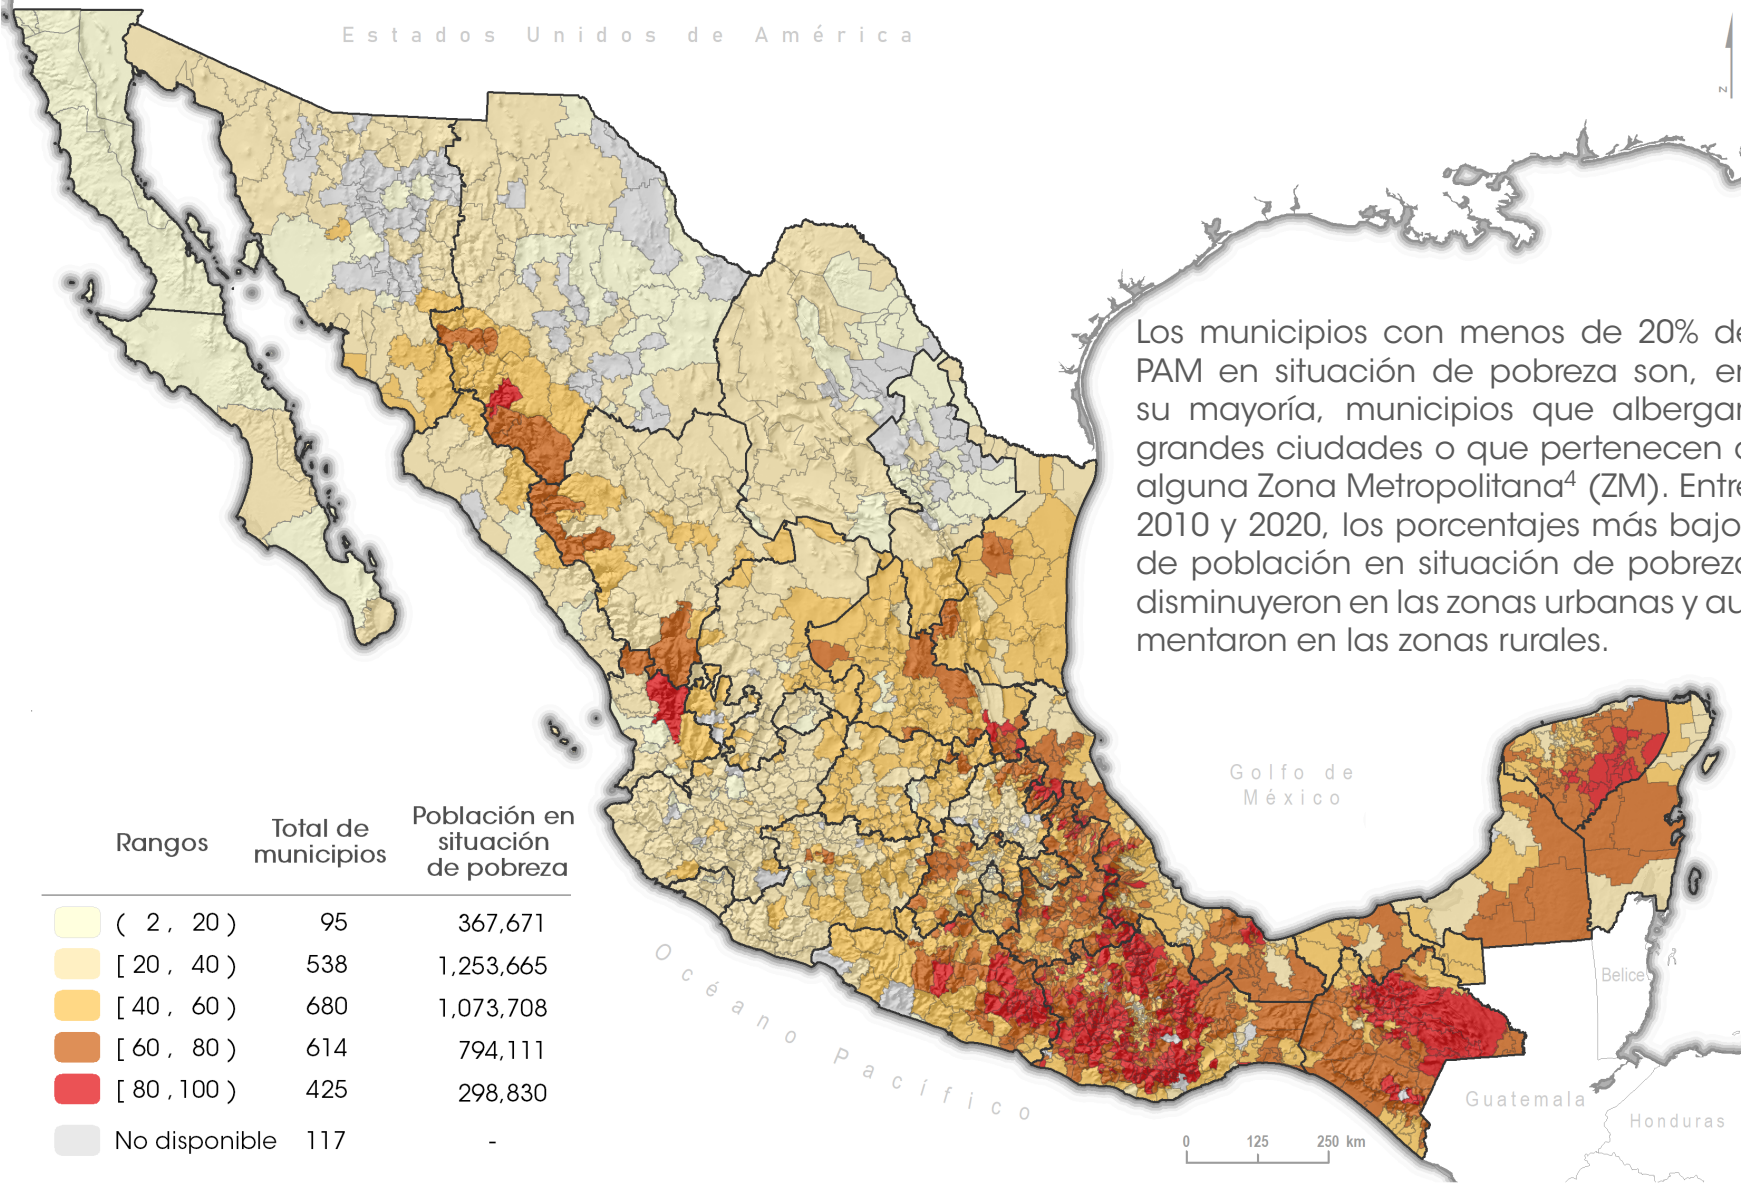 Estados Unidos de América
N
Los municipios con menos de 20% de
PAM en situación de pobreza son, en
su mayoría, municipios que albergan
grandes ciudades o que pertenecen a
alguna Zona Metropolitana⁴ (ZM). Entre
2010 y 2020, los porcentajes más bajo
de población en situación de pobreza
disminuyeron en las zonas urbanas y au
mentaron en las zonas rurales.
Golfo de
México
Océano Pacífico
Belice
Guatemala
Honduras
0 125 250 km
Rangos Total de municipios Población en situación de pobreza
( 2 , 20 ) 95 367,671
[ 20 , 40 ) 538 1,253,665
[ 40 , 60 ) 680 1,073,708
[ 60 , 80 ) 614 794,111
[ 80 , 100 ) 425 298,830
No disponible 117 -